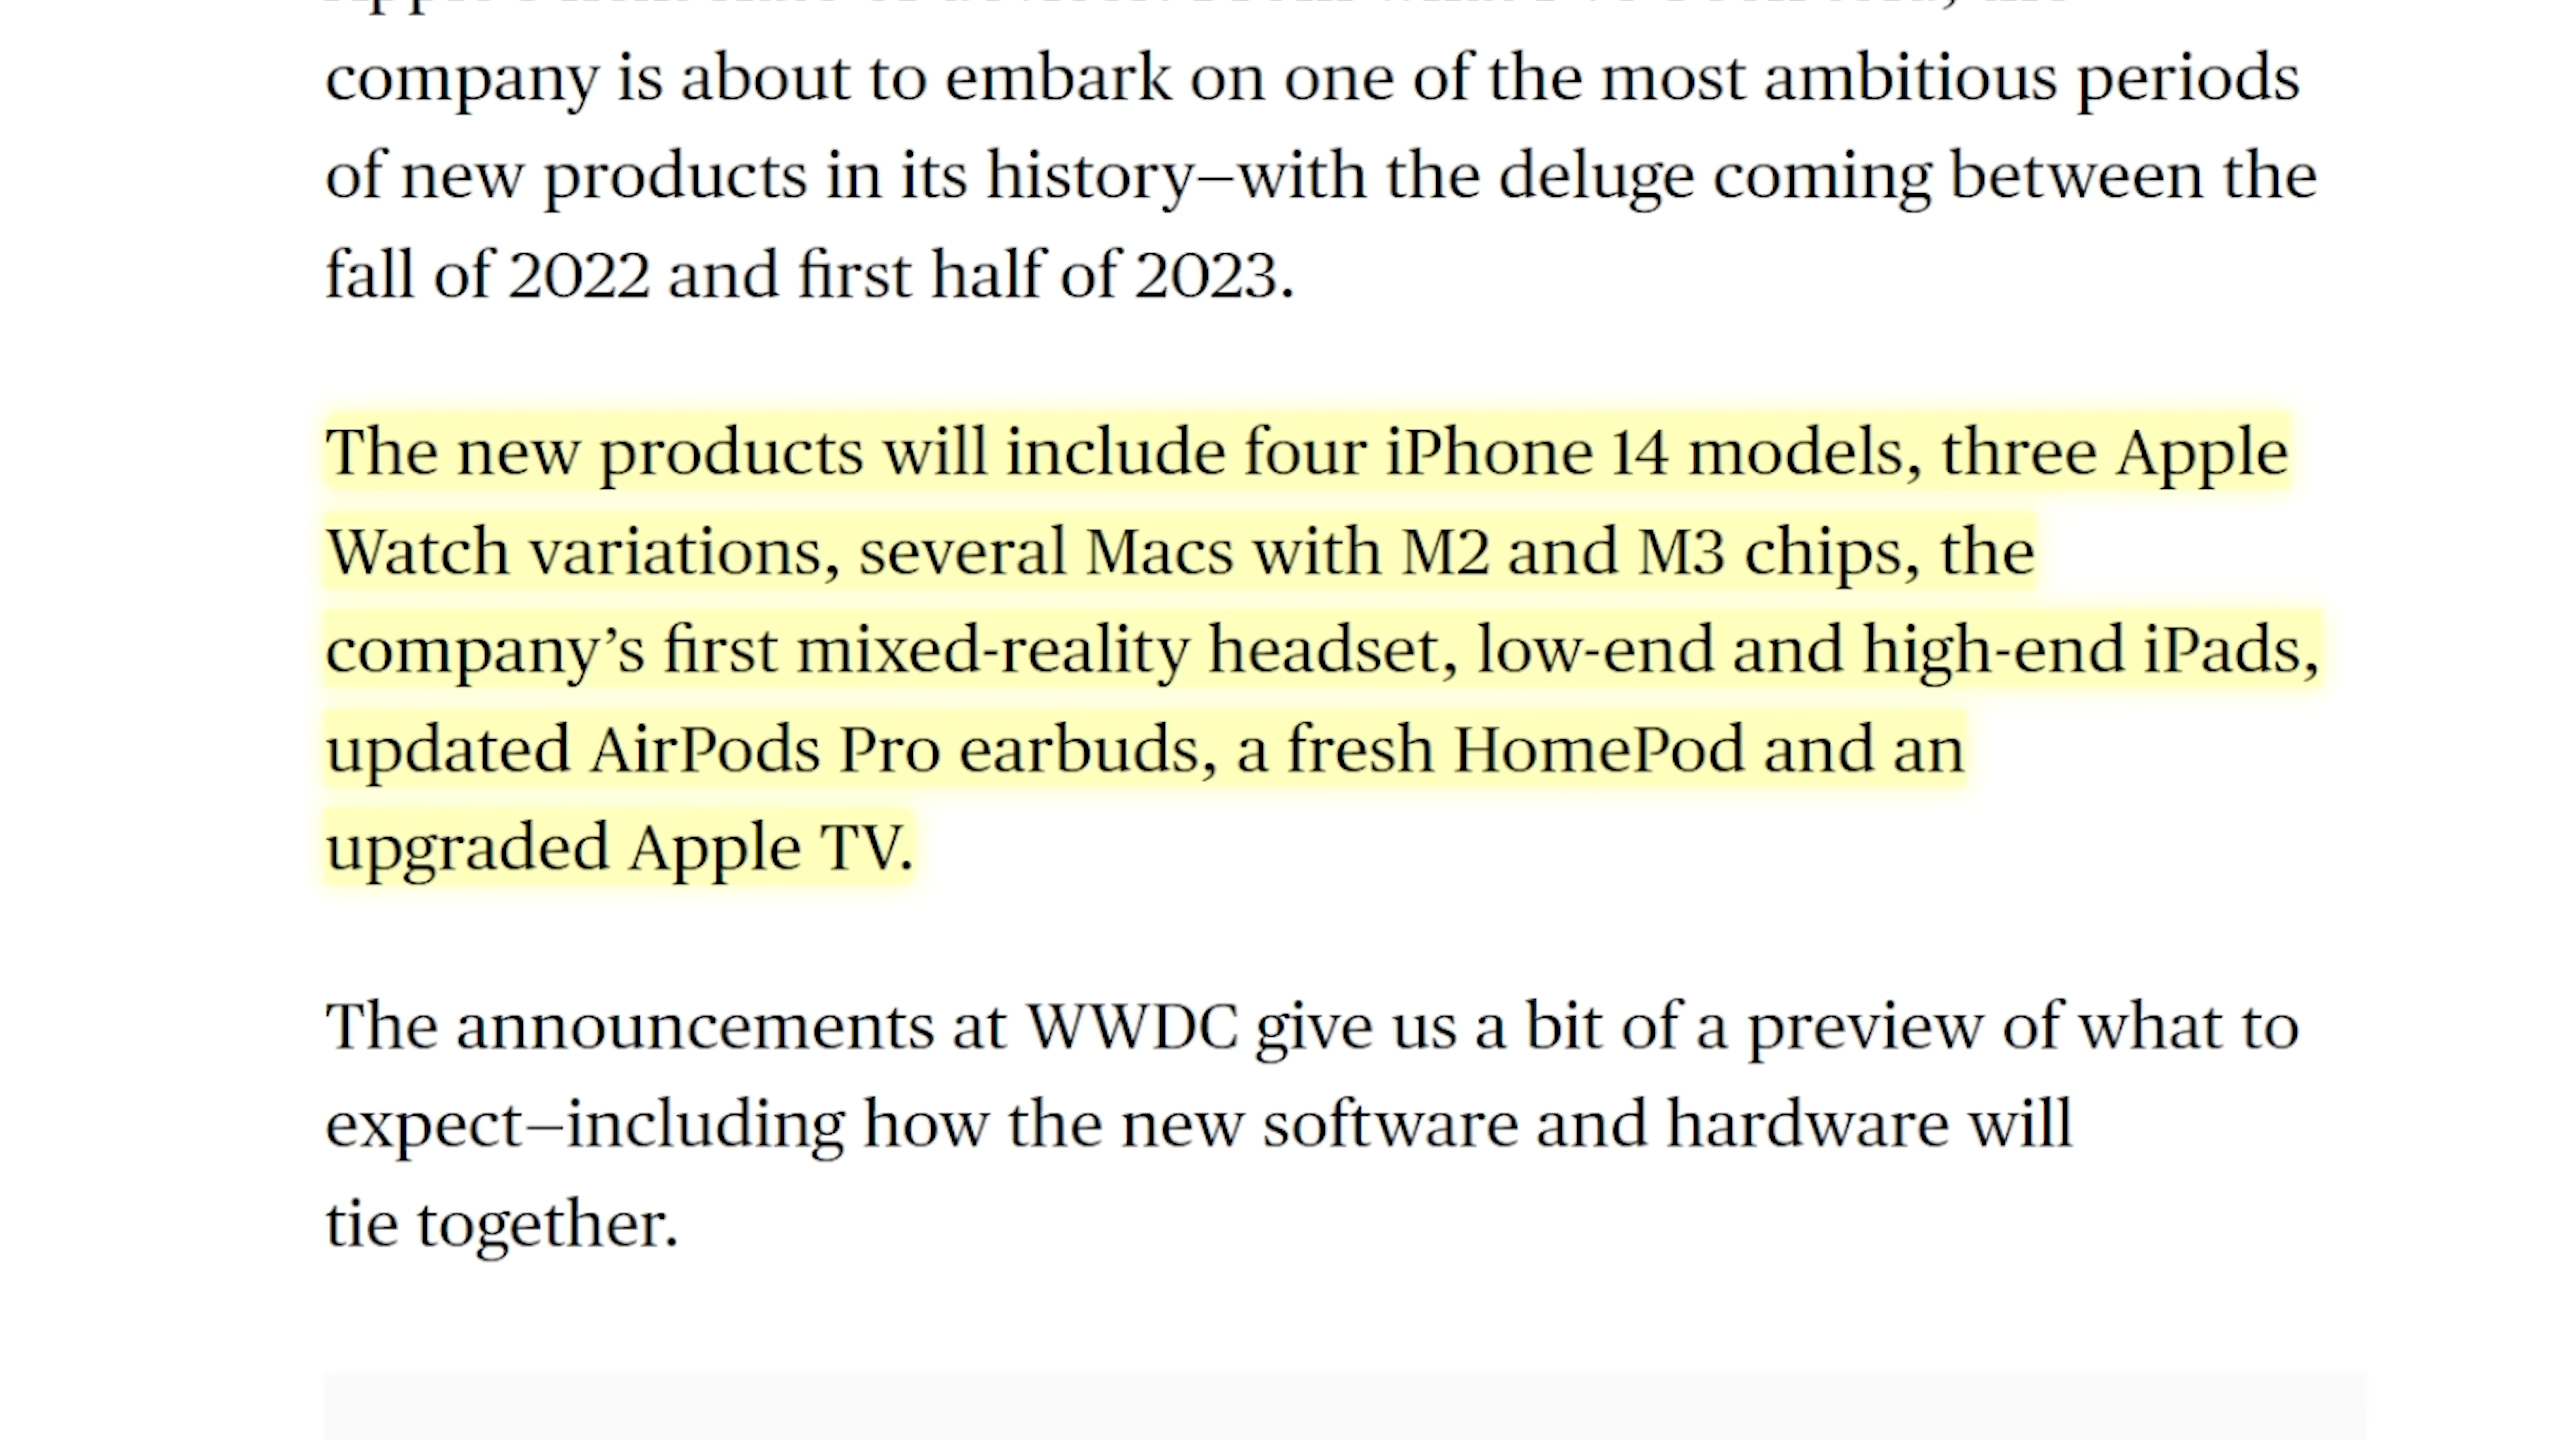 company is about to embark on one of the most ambitious periods
of new products in its history—with the deluge coming between the
fall of 2022 and first half of 2023.
The new products will include four iPhone 14 models, three Apple
Watch variations, several Macs with M2 and M3 chips, the
company’s first mixed-reality headset, low-end and high-end iPads,
updated AirPods Pro earbuds, a fresh HomePod and an
upgraded Apple TV.
The announcements at WWDC give us a bit of a preview of what to
expect—including how the new software and hardware will
tie together.